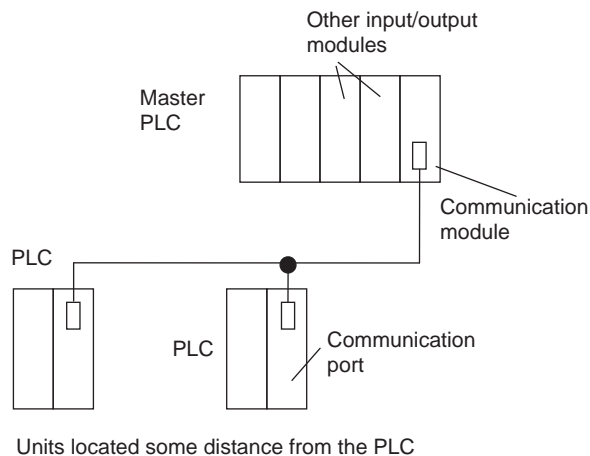 Other input/output
modules
Master
PLC
Communication
module
PLC
PLC
Communication
port
Units located some distance from the PLC